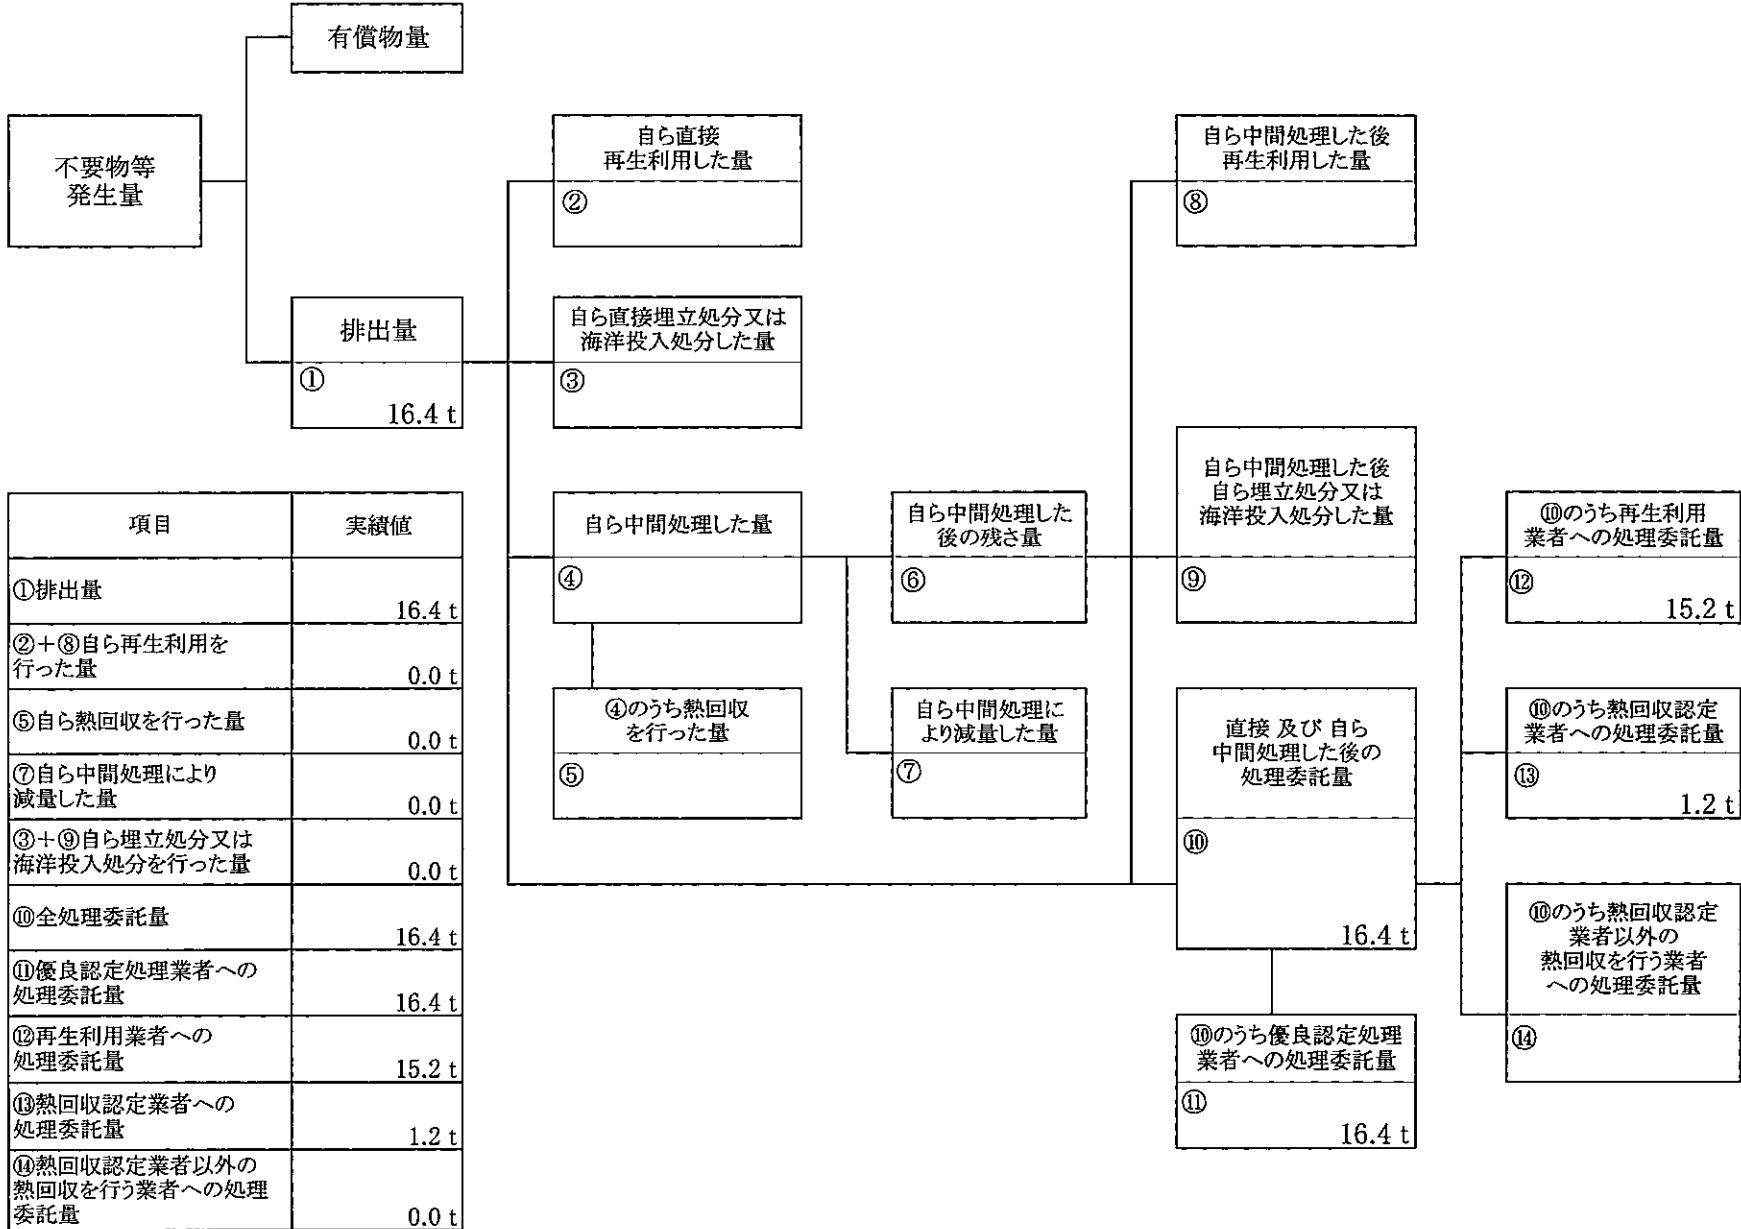 有償物量
不要物等
発生量
自ら直接
再生利用した量
②
自ら中間処理した後
再生利用した量
⑧
排出量
①
16.4 t
自ら直接埋立処分又は
海洋投入処分した量
③
自ら中間処理した量
④
自ら中間処理した
後の残さ量
⑥
自ら中間処理した後
自ら埋立処分又は
海洋投入処分した量
⑨
⑩のうち再生利用
業者への処理委託量
⑫
15.2 t
④のうち熱回収
を行った量
⑤
自ら中間処理に
より減量した量
⑦
直接 及び 自ら
中間処理した後の
処理委託量
⑩
16.4 t
⑩のうち熱回収認定
業者への処理委託量
⑬
1.2 t
⑩のうち熱回収認定
業者以外の
熱回収を行う業者
への処理委託量
⑭
⑩のうち優良認定処理
業者への処理委託量
⑪
16.4 t
項目 実績値
①排出量
16.4 t
②＋⑧自ら再生利用を
行った量
0.0 t
⑤自ら熱回収を行った量
0.0 t
⑦自ら中間処理により
減量した量
0.0 t
③＋⑨自ら埋立処分又は
海洋投入処分を行った量
0.0 t
⑩全処理委託量
16.4 t
⑪優良認定処理業者への
処理委託量
16.4 t
⑫再生利用業者への
処理委託量
15.2 t
⑬熱回収認定業者への
処理委託量
1.2 t
⑭熱回収認定業者以外の
熱回収を行う業者への処理
委託量
0.0 t